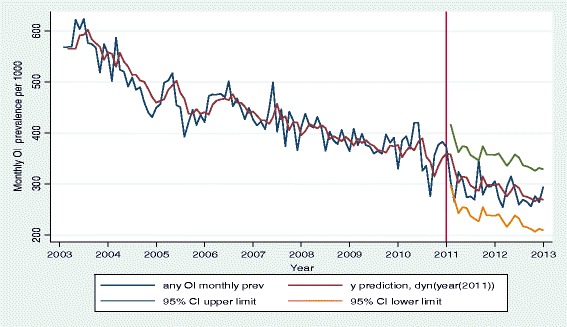 Monthly OI prevalence per 1000
600
500
400
300
200
2003 2004 2005 2006 2007 2008 2009 2010 2011 2012 2013
Year
any OI monthly prev
y prediction, dyn(year(2011))
95% CI upper limit
95% CI lower limit